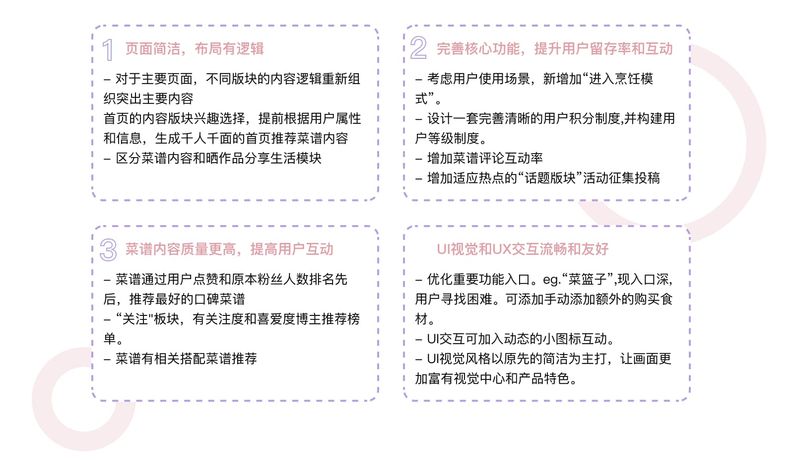 1 页面简洁，布局有逻辑
– 对于主要页面，不同版块的内容逻辑重新组
织突出主要内容
首页的内容版块兴趣选择，提前根据用户属性
和信息，生成千人千面的首页推荐菜谱内容
– 区分菜谱内容和晒作品分享生活模块
2 完善核心功能，提升用户留存率和互动
– 考虑用户使用场景，新增加“进入烹饪模
式”。
– 设计一套完善清晰的用户积分制度,并构建用
户等级制度。
– 增加菜谱评论互动率
– 增加适应热点的“话题版块”活动征集投稿
3 菜谱内容质量更高，提高用户互动
– 菜谱通过用户点赞和原本粉丝人数排名先
后，推荐最好的口碑菜谱
– “关注"板块，有关注度和喜爱度博主推荐榜
单。
– 菜谱有相关搭配菜谱推荐
UI视觉和UX交互流畅和友好
– 优化重要功能入口。eg.“菜篮子”,现入口深,
用户寻找困难。可添加手动添加额外的购买食
材。
– UI交互可加入动态的小图标互动。
– UI视觉风格以原先的简洁为主打，让画面更
加富有视觉中心和产品特色。